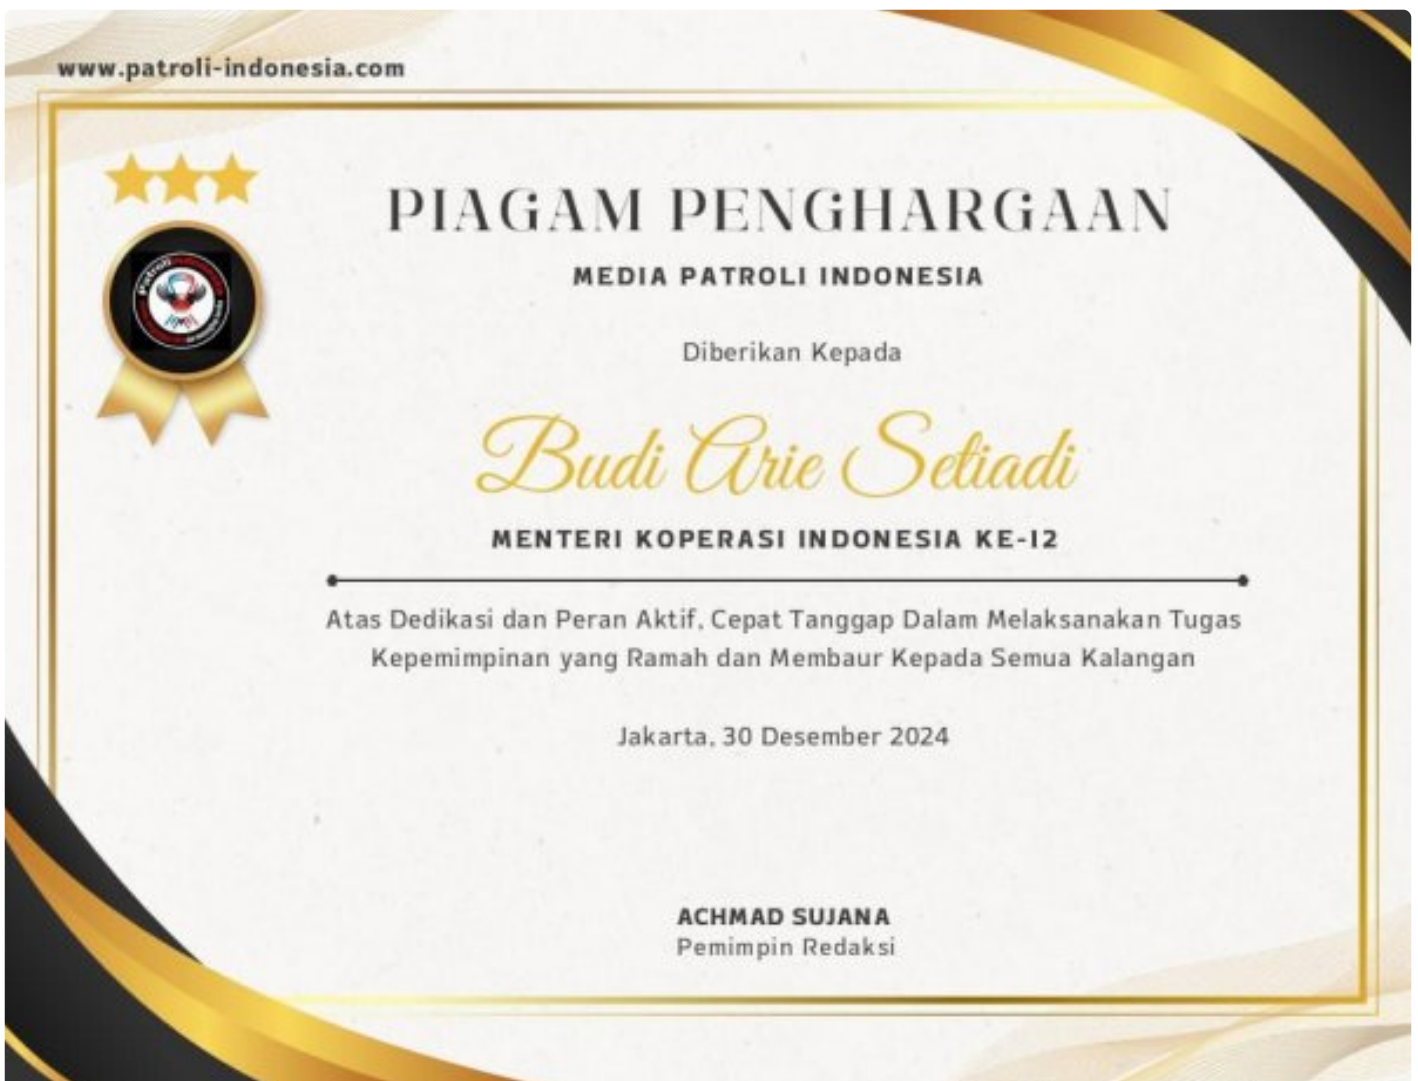 www.patroli-indonesia.com
PIAGAM PENGHARGAAN
MEDIA PATROLI INDONESIA
Diberikan Kepada
Budi Arie Setiadi
MENTERI KOPERASI INDONESIA KE-12
Atas Dedikasi dan Peran Aktif, Cepat Tanggap Dalam Melaksanakan Tugas
Kepemimpinan yang Ramah dan Membaur Kepada Semua Kalangan
Jakarta, 30 Desember 2024
ACHMAD SUJANA
Pemimpin Redaksi